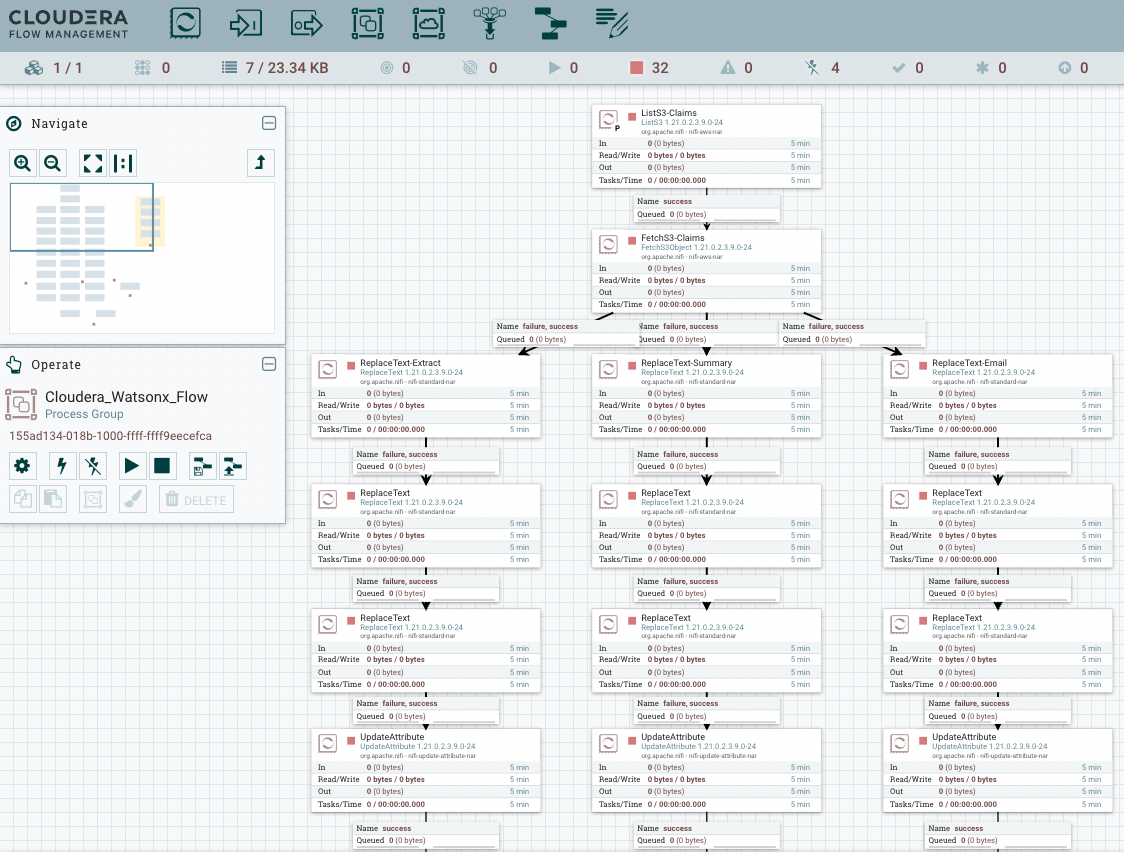 CLOUDERA
FLOW MANAGEMENT
1 / 1 0 7 / 23.34 KB 0 0 0 32 0 4 0 0 0
Navigate
Operate
Cloudera_Watsonx_Flow
Process Group
155ad134-018b-1000-ffff-ffff9eecefca
DELETE
ListS3-Claims
ListS3 1.21.0.2.3.9.0-24
org.apache.nifi - nifi-aws-nar
P
In 0 (0 bytes) 5 min
Read/Write 0 bytes / 0 bytes 5 min
Out 0 (0 bytes) 5 min
Tasks/Time 0 / 00:00:00.000 5 min
Name success
Queued 0 (0 bytes)
FetchS3-Claims
FetchS3Object 1.21.0.2.3.9.0-24
org.apache.nifi - nifi-aws-nar
In 0 (0 bytes) 5 min
Read/Write 0 bytes / 0 bytes 5 min
Out 0 (0 bytes) 5 min
Tasks/Time 0 / 00:00:00.000 5 min
Name failure, success Name failure, success Name failure, success
Queued 0 (0 bytes) Queued 0 (0 bytes) Queued 0 (0 bytes)
ReplaceText-Extract ReplaceText-Summary ReplaceText-Email
ReplaceText 1.21.0.2.3.9.0-24 ReplaceText 1.21.0.2.3.9.0-24 ReplaceText 1.21.0.2.3.9.0-24
org.apache.nifi - nifi-standard-nar org.apache.nifi - nifi-standard-nar org.apache.nifi - nifi-standard-nar
In 0 (0 bytes) 5 min In 0 (0 bytes) 5 min In 0 (0 bytes) 5 min
Read/Write 0 bytes / 0 bytes 5 min Read/Write 0 bytes / 0 bytes 5 min Read/Write 0 bytes / 0 bytes 5 min
Out 0 (0 bytes) 5 min Out 0 (0 bytes) 5 min Out 0 (0 bytes) 5 min
Tasks/Time 0 / 00:00:00.000 5 min Tasks/Time 0 / 00:00:00.000 5 min Tasks/Time 0 / 00:00:00.000 5 min
Name failure, success Name failure, success Name failure, success
Queued 0 (0 bytes) Queued 0 (0 bytes) Queued 0 (0 bytes)
ReplaceText ReplaceText ReplaceText
ReplaceText 1.21.0.2.3.9.0-24 ReplaceText 1.21.0.2.3.9.0-24 ReplaceText 1.21.0.2.3.9.0-24
org.apache.nifi - nifi-standard-nar org.apache.nifi - nifi-standard-nar org.apache.nifi - nifi-standard-nar
In 0 (0 bytes) 5 min In 0 (0 bytes) 5 min In 0 (0 bytes) 5 min
Read/Write 0 bytes / 0 bytes 5 min Read/Write 0 bytes / 0 bytes 5 min Read/Write 0 bytes / 0 bytes 5 min
Out 0 (0 bytes) 5 min Out 0 (0 bytes) 5 min Out 0 (0 bytes) 5 min
Tasks/Time 0 / 00:00:00.000 5 min Tasks/Time 0 / 00:00:00.000 5 min Tasks/Time 0 / 00:00:00.000 5 min
Name failure, success Name failure, success Name failure, success
Queued 0 (0 bytes) Queued 0 (0 bytes) Queued 0 (0 bytes)
ReplaceText ReplaceText ReplaceText
ReplaceText 1.21.0.2.3.9.0-24 ReplaceText 1.21.0.2.3.9.0-24 ReplaceText 1.21.0.2.3.9.0-24
org.apache.nifi - nifi-standard-nar org.apache.nifi - nifi-standard-nar org.apache.nifi - nifi-standard-nar
In 0 (0 bytes) 5 min In 0 (0 bytes) 5 min In 0 (0 bytes) 5 min
Read/Write 0 bytes / 0 bytes 5 min Read/Write 0 bytes / 0 bytes 5 min Read/Write 0 bytes / 0 bytes 5 min
Out 0 (0 bytes) 5 min Out 0 (0 bytes) 5 min Out 0 (0 bytes) 5 min
Tasks/Time 0 / 00:00:00.000 5 min Tasks/Time 0 / 00:00:00.000 5 min Tasks/Time 0 / 00:00:00.000 5 min
Name failure, success Name failure, success Name failure, success
Queued 0 (0 bytes) Queued 0 (0 bytes) Queued 0 (0 bytes)
UpdateAttribute UpdateAttribute UpdateAttribute
UpdateAttribute 1.21.0.2.3.9.0-24 UpdateAttribute 1.21.0.2.3.9.0-24 UpdateAttribute 1.21.0.2.3.9.0-24
org.apache.nifi - nifi-update-attribute-nar org.apache.nifi - nifi-update-attribute-nar org.apache.nifi - nifi-update-attribute-nar
In 0 (0 bytes) 5 min In 0 (0 bytes) 5 min In 0 (0 bytes) 5 min
Read/Write 0 bytes / 0 bytes 5 min Read/Write 0 bytes / 0 bytes 5 min Read/Write 0 bytes / 0 bytes 5 min
Out 0 (0 bytes) 5 min Out 0 (0 bytes) 5 min Out 0 (0 bytes) 5 min
Tasks/Time 0 / 00:00:00.000 5 min Tasks/Time 0 / 00:00:00.000 5 min Tasks/Time 0 / 00:00:00.000 5 min
Name success Name success Name success
Queued 0 (0 bytes) Queued 0 (0 bytes) Queued 0 (0 bytes)